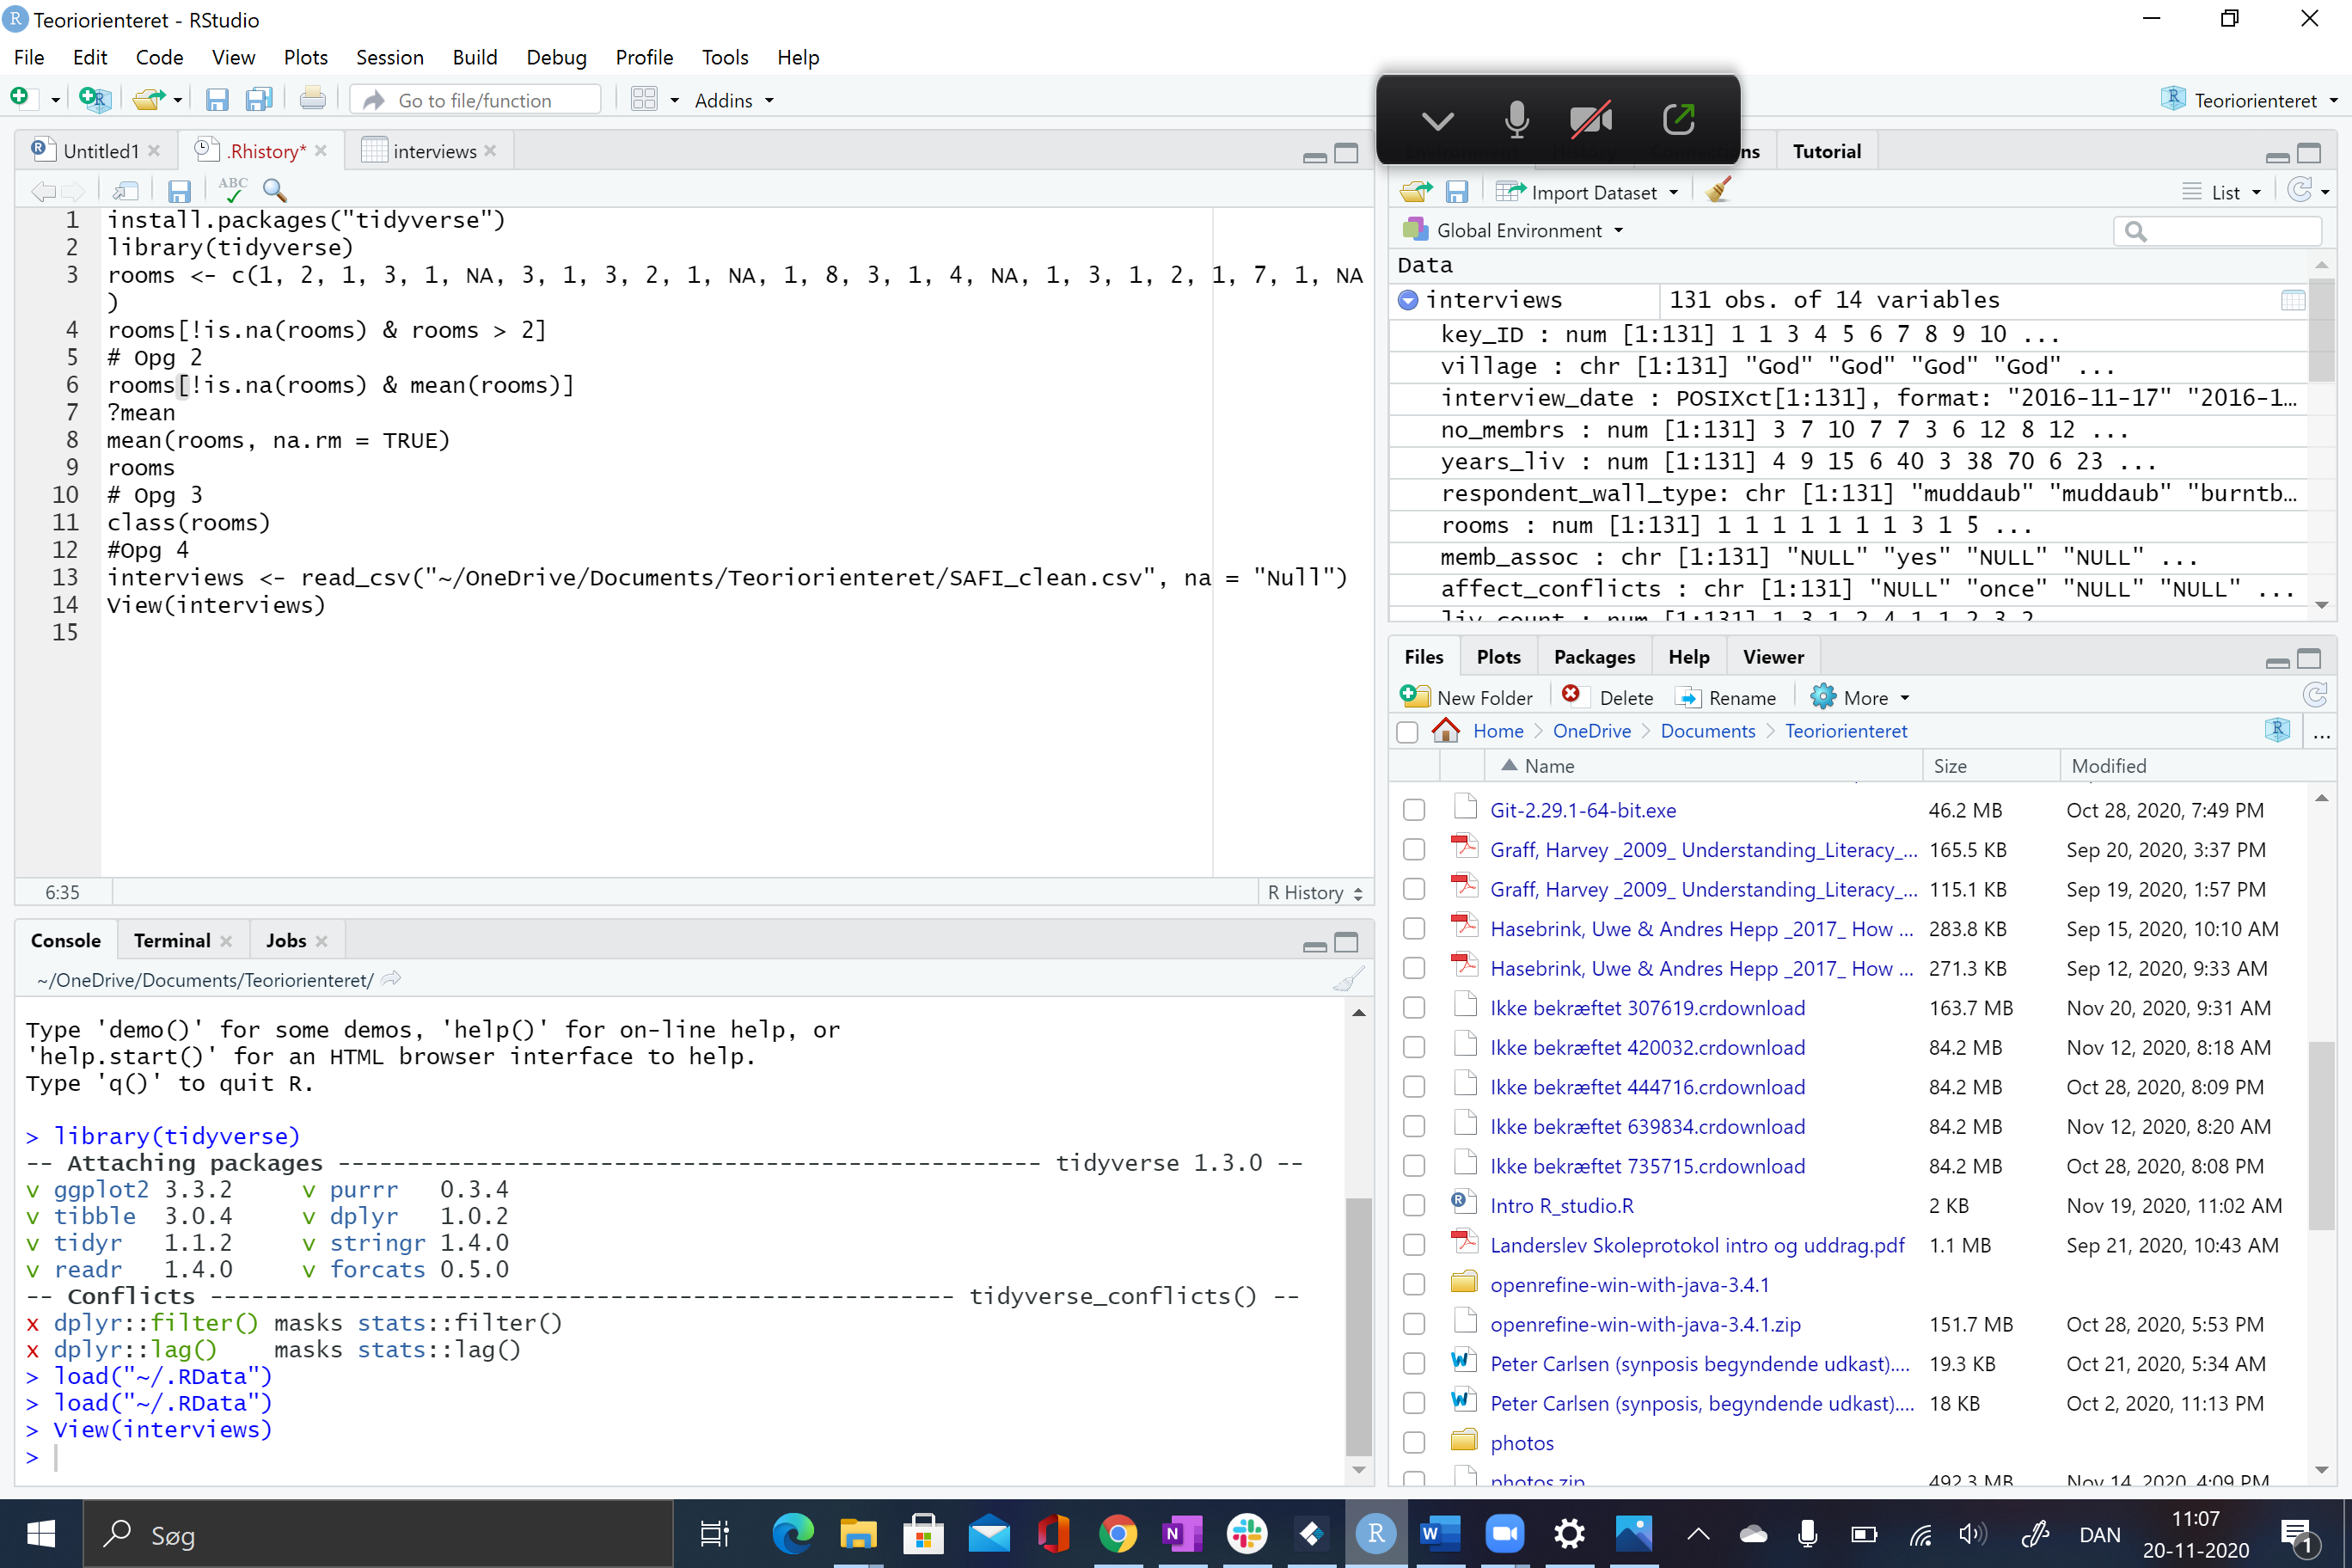 Teoriorienteret - RStudio
File Edit Code View Plots Session Build Debug Profile Tools Help
Go to file/function Addins Teoriorienteret
Untitled1 .Rhistory* interviews
ABC
1 install.packages("tidyverse")
2 library(tidyverse)
3 rooms <- c(1, 2, 1, 3, 1, NA, 3, 1, 3, 2, 1, NA, 1, 8, 3, 1, 4, NA, 1, 3, 1, 2, 1, 7, 1, NA
)
4 rooms[!is.na(rooms) & rooms > 2]
5 # Opg 2
6 rooms[!is.na(rooms) & mean(rooms)]
7 ?mean
8 mean(rooms, na.rm = TRUE)
9 rooms
10 # Opg 3
11 class(rooms)
12 #Opg 4
13 interviews <- read_csv("~/OneDrive/Documents/Teoriorienteret/SAFI_clean.csv", na = "Null")
14 View(interviews)
15
6:35 R History
Console Terminal Jobs
~/OneDrive/Documents/Teoriorienteret/
Type 'demo()' for some demos, 'help()' for on-line help, or
'help.start()' for an HTML browser interface to help.
Type 'q()' to quit R.
> library(tidyverse)
-- Attaching packages --------------------------------------------------- tidyverse 1.3.0 --
v ggplot2 3.3.2 v purrr 0.3.4
v tibble 3.0.4 v dplyr 1.0.2
v tidyr 1.1.2 v stringr 1.4.0
v readr 1.4.0 v forcats 0.5.0
-- Conflicts ------------------------------------------------------ tidyverse_conflicts() --
x dplyr::filter() masks stats::filter()
x dplyr::lag() masks stats::lag()
> load("~/.RData")
> load("~/.RData")
> View(interviews)
>
Tutorial
Import Dataset List
Global Environment
Data
interviews 131 obs. of 14 variables
key_ID : num [1:131] 1 1 3 4 5 6 7 8 9 10 ...
village : chr [1:131] "God" "God" "God" "God" ...
interview_date : POSIXct[1:131], format: "2016-11-17" "2016-1...
no_membrs : num [1:131] 3 7 10 7 7 3 6 12 8 12 ...
years_liv : num [1:131] 4 9 15 6 40 3 38 70 6 23 ...
respondent_wall_type: chr [1:131] "muddaub" "muddaub" "burntb...
rooms : num [1:131] 1 1 1 1 1 1 1 3 1 5 ...
memb_assoc : chr [1:131] "NULL" "yes" "NULL" "NULL" ...
affect_conflicts : chr [1:131] "NULL" "once" "NULL" "NULL" ...
liv_count : num [1:131] 1 3 1 2 4 1 1 2 3 2
Files Plots Packages Help Viewer
New Folder Delete Rename More
Home OneDrive Documents Teoriorienteret ...
Name Size Modified
Git-2.29.1-64-bit.exe 46.2 MB Oct 28, 2020, 7:49 PM
Graff, Harvey _2009_ Understanding_Literacy_... 165.5 KB Sep 20, 2020, 3:37 PM
Graff, Harvey _2009_ Understanding_Literacy_... 115.1 KB Sep 19, 2020, 1:57 PM
Hasebrink, Uwe & Andres Hepp _2017_ How ... 283.8 KB Sep 15, 2020, 10:10 AM
Hasebrink, Uwe & Andres Hepp _2017_ How ... 271.3 KB Sep 12, 2020, 9:33 AM
Ikke bekræftet 307619.crdownload 163.7 MB Nov 20, 2020, 9:31 AM
Ikke bekræftet 420032.crdownload 84.2 MB Nov 12, 2020, 8:18 AM
Ikke bekræftet 444716.crdownload 84.2 MB Oct 28, 2020, 8:09 PM
Ikke bekræftet 639834.crdownload 84.2 MB Nov 12, 2020, 8:20 AM
Ikke bekræftet 735715.crdownload 84.2 MB Oct 28, 2020, 8:08 PM
Intro R_studio.R 2 KB Nov 19, 2020, 11:02 AM
Landerslev Skoleprotokol intro og uddrag.pdf 1.1 MB Sep 21, 2020, 10:43 AM
openrefine-win-with-java-3.4.1
openrefine-win-with-java-3.4.1.zip 151.7 MB Oct 28, 2020, 5:53 PM
Peter Carlsen (synposis begyndende udkast).... 19.3 KB Oct 21, 2020, 5:34 AM
Peter Carlsen (synposis, begyndende udkast).... 18 KB Oct 2, 2020, 11:13 PM
photos
photos.zip 492.3 MB Nov 14, 2020, 4:09 PM
Søg
DAN
11:07
20-11-2020
1